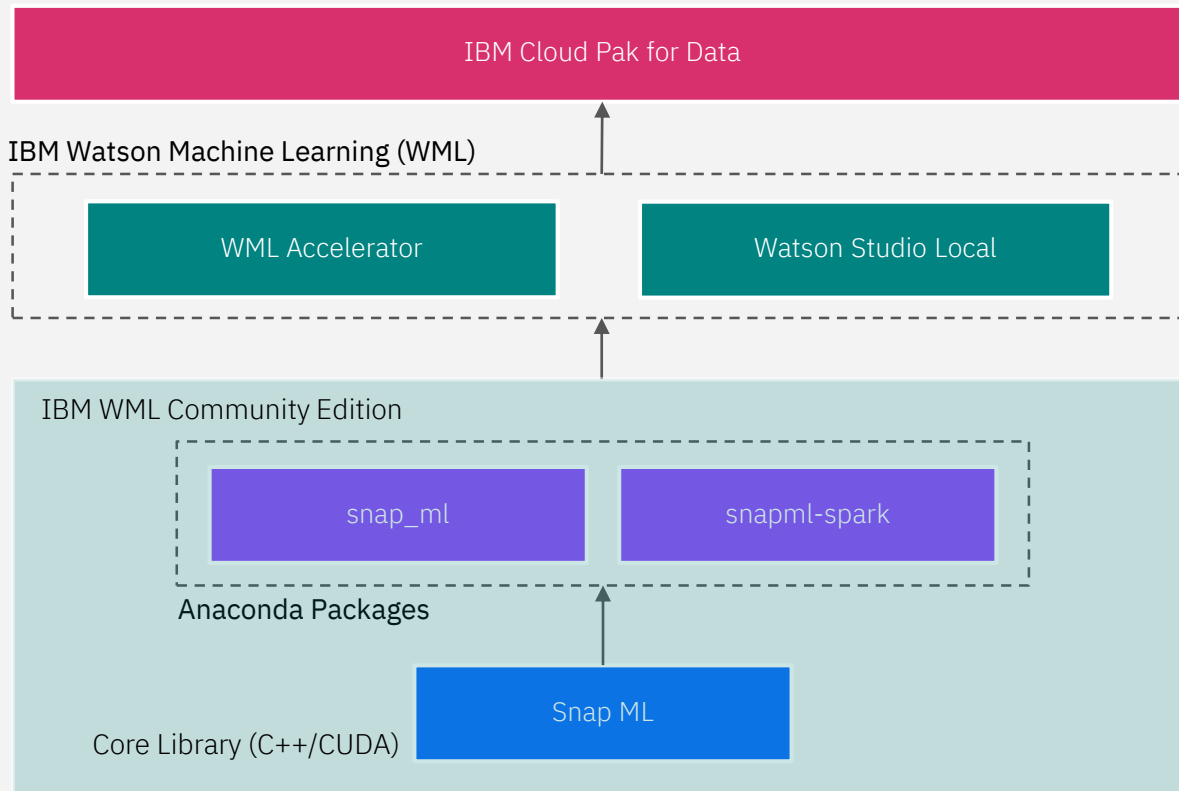 IBM Cloud Pak for Data
IBM Watson Machine Learning (WML)
WML Accelerator
Watson Studio Local
IBM WML Community Edition
snap_ml
snapml-spark
Anaconda Packages
Snap ML
Core Library (C++/CUDA)